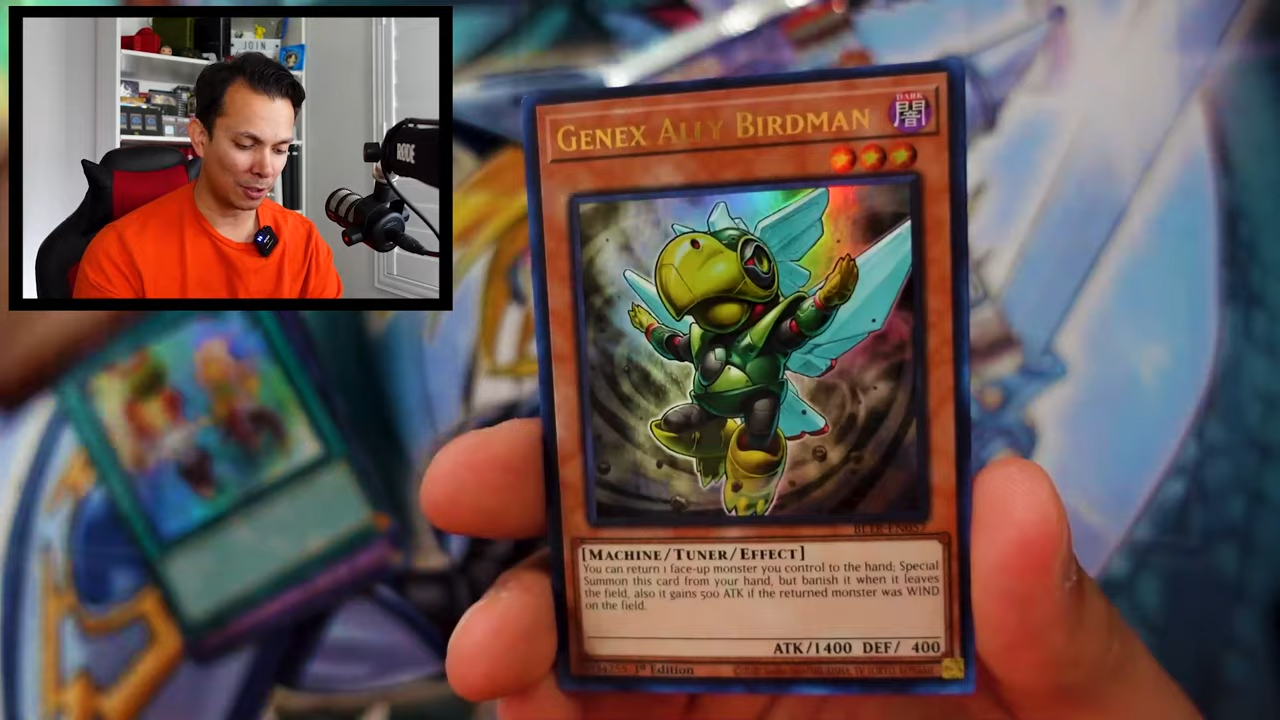 JOIN
RØDE
GENEX ALLY BIRDMAN
DARK
闇
[MACHINE/TUNER/EFFECT]
You can return 1 face-up monster you control to the hand; Special
Summon this card from your hand, but banish it when it leaves
the field, also it gains 500 ATK if the returned monster was WIND
on the field.
ATK/1400 DEF/ 400
1st Edition